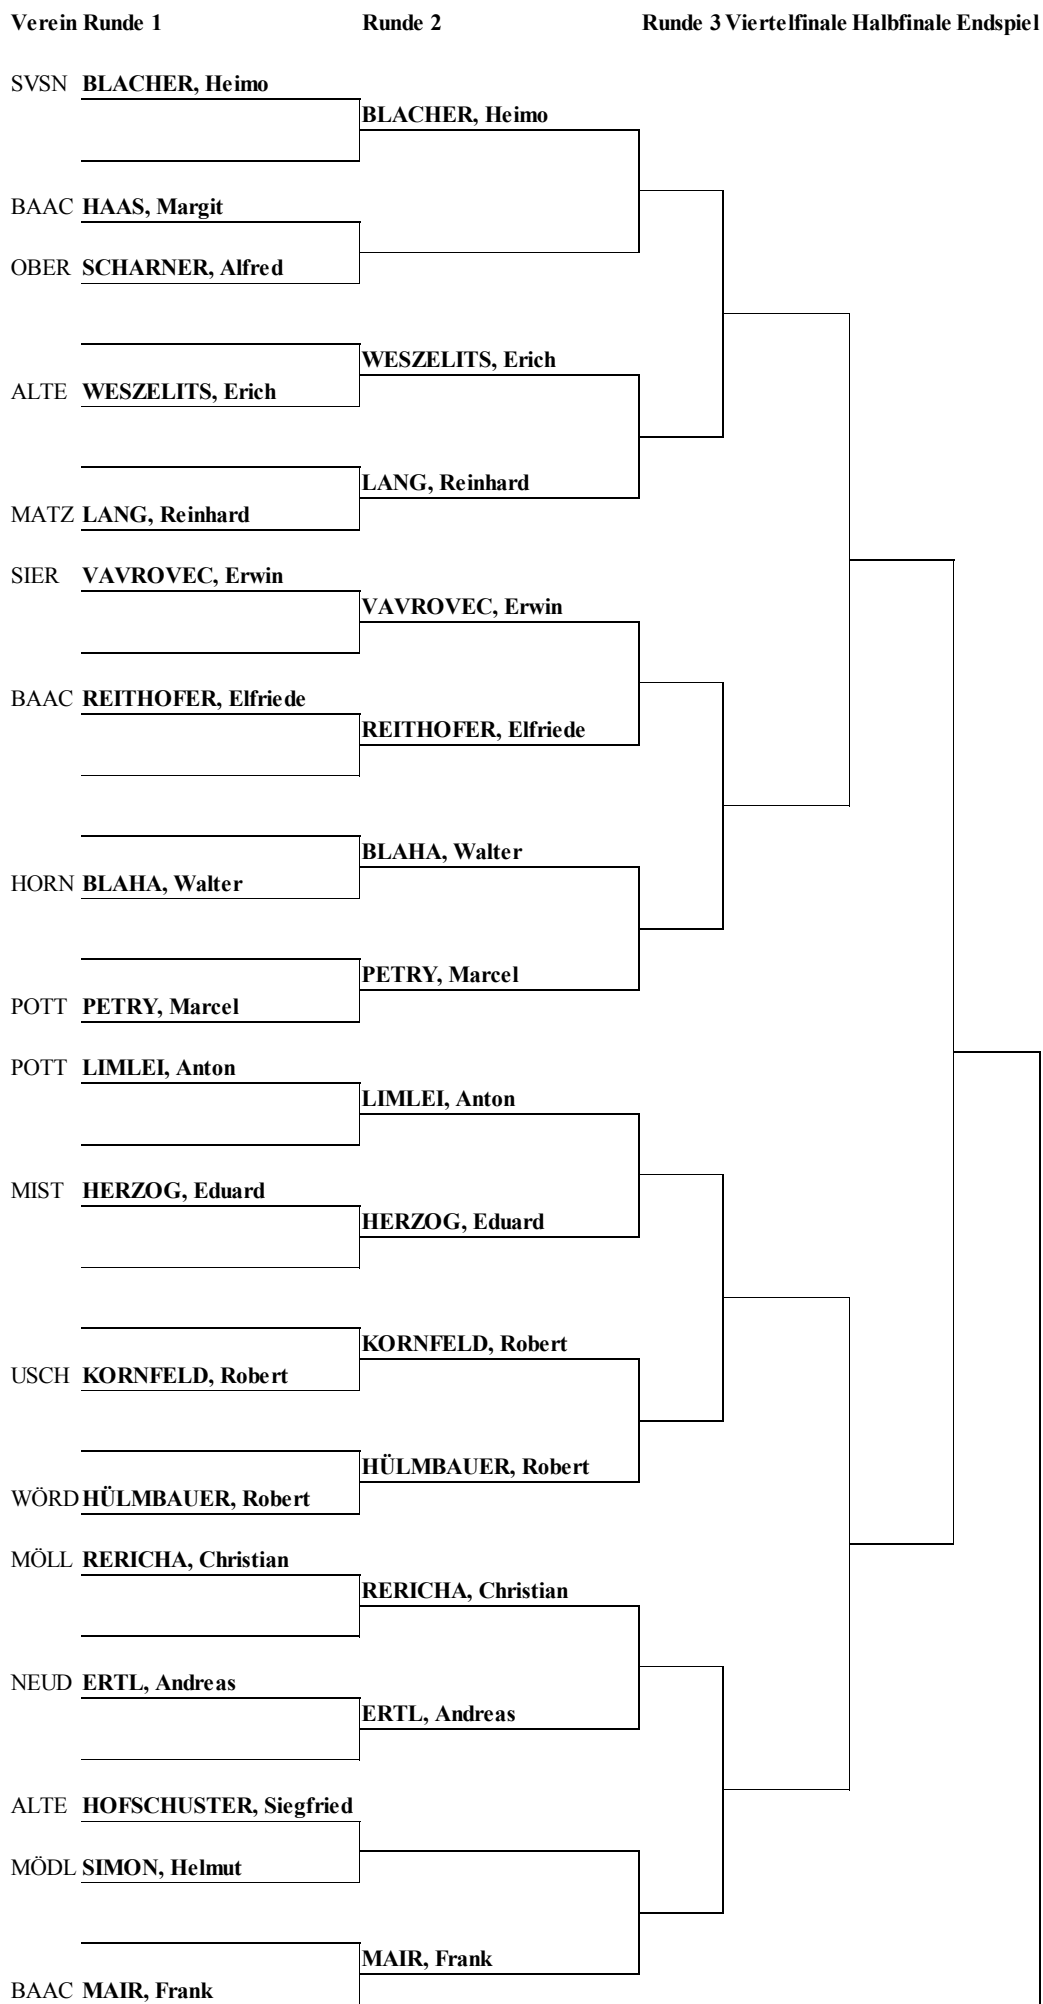 Verein Runde 1 Runde 2 Runde 3 Viertelfinale Halbfinale Endspiel
SVSN BLACHER, Heimo
BLACHER, Heimo
BAAC HAAS, Margit
OBER SCHARNER, Alfred
WESZELITS, Erich
ALTE WESZELITS, Erich
LANG, Reinhard
MATZ LANG, Reinhard
SIER VAVROVEC, Erwin
VAVROVEC, Erwin
BAAC REITHOFER, Elfriede
REITHOFER, Elfriede
BLAHA, Walter
HORN BLAHA, Walter
PETRY, Marcel
POTT PETRY, Marcel
POTT LIMLEI, Anton
LIMLEI, Anton
MIST HERZOG, Eduard
HERZOG, Eduard
KORNFELD, Robert
USCH KORNFELD, Robert
HÜLMBAUER, Robert
WÖRD HÜLMBAUER, Robert
MÖLL RERICHA, Christian
RERICHA, Christian
NEUD ERTL, Andreas
ERTL, Andreas
ALTE HOFSCHUSTER, Siegfried
MÖDL SIMON, Helmut
MAIR, Frank
BAAC MAIR, Frank